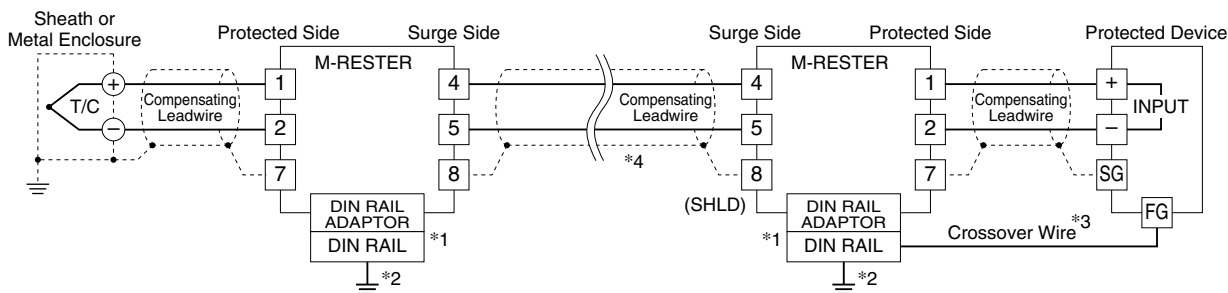 Sheath or
Metal Enclosure
Protected Side
Surge Side
Surge Side
Protected Side
Protected Device
M-RESTER
M-RESTER
+
1
4
4
1
+
T/C
Compensating
Leadwire
Compensating
Leadwire
Compensating
Leadwire
INPUT
–
2
5
5
2
–
*4
7
8
8
7
SG
(SHLD)
DIN RAIL
ADAPTOR
DIN RAIL
*1
*1
DIN RAIL
ADAPTOR
DIN RAIL
Crossover Wire*3
FG
*2
*2